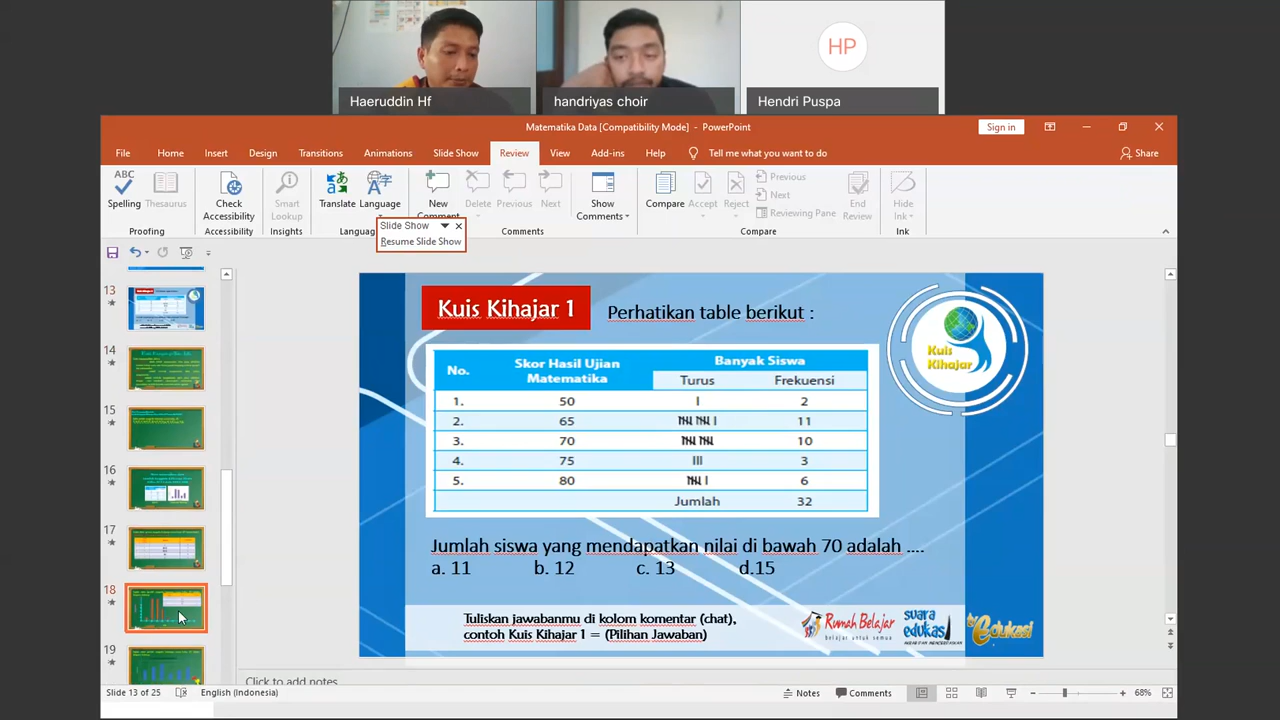 HP
Haeruddin Hf
handriyas choir
Hendri Puspa
Matematika Data [Compatibility Mode] - PowerPoint
Sign in
File Home Insert Design Transitions Animations Slide Show Review View Add-ins Help Tell me what you want to do Share
ABC
Spelling Thesaurus
Check
Accessibility
Smart
Lookup
Translate Language
New
Comment
Delete Previous Next
Show
Comments
Compare Accept Reject
Previous
Next
Reviewing Pane
End
Review
Hide
Ink
Proofing Accessibility Insights Comments Compare Ink
Slide Show
Resume Slide Show
13
14
15
16
17
18
19
Kuis Kihajar 1 Perhatikan table berikut :
Kuis
Kihajar
No. Skor Hasil Ujian Matematika Banyak Siswa
Turus Frekuensi
1. 50 I 2
2. 65 11
3. 70 10
4. 75 III 3
5. 80 6
Jumlah 32
Jumlah siswa yang mendapatkan nilai di bawah 70 adalah ....
a. 11 b. 12 c. 13 d.15
Tuliskan jawabanmu di kolom komentar (chat),
contoh Kuis Kihajar 1 = (Pilihan Jawaban)
Rumah Belajar
Belajar untuk semua
suara
edukasi
Edukasi
Click to add notes
Slide 13 of 25 English (Indonesia) Notes Comments 68%